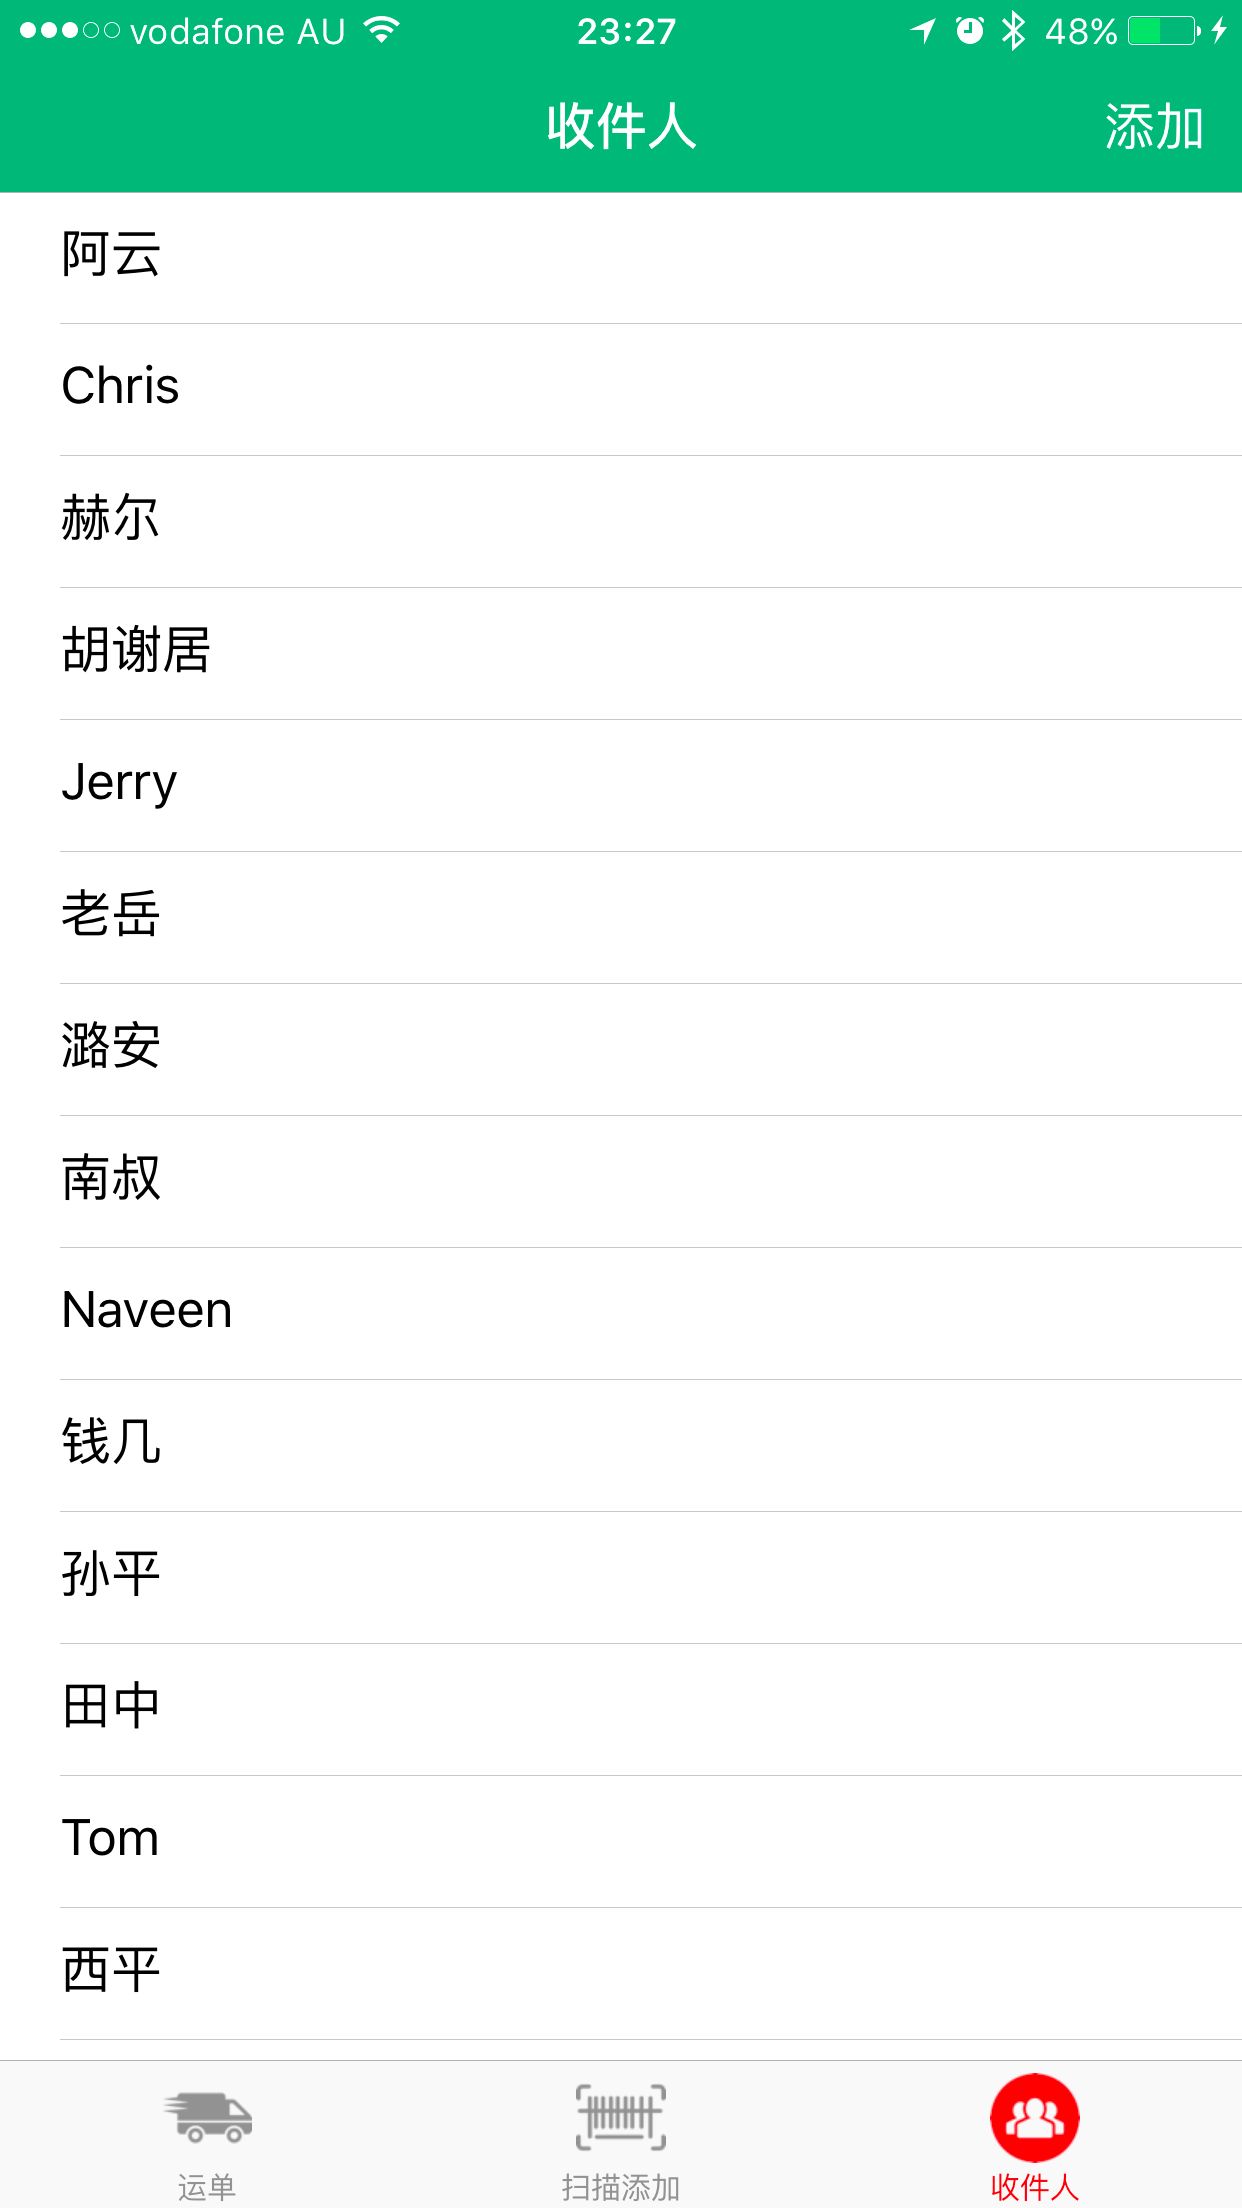 vodafone AU 23:27 48%
收件人 添加
阿云
Chris
赫尔
胡谢居
Jerry
老岳
潞安
南叔
Naveen
钱几
孙平
田中
Tom
西平
运单 扫描添加 收件人